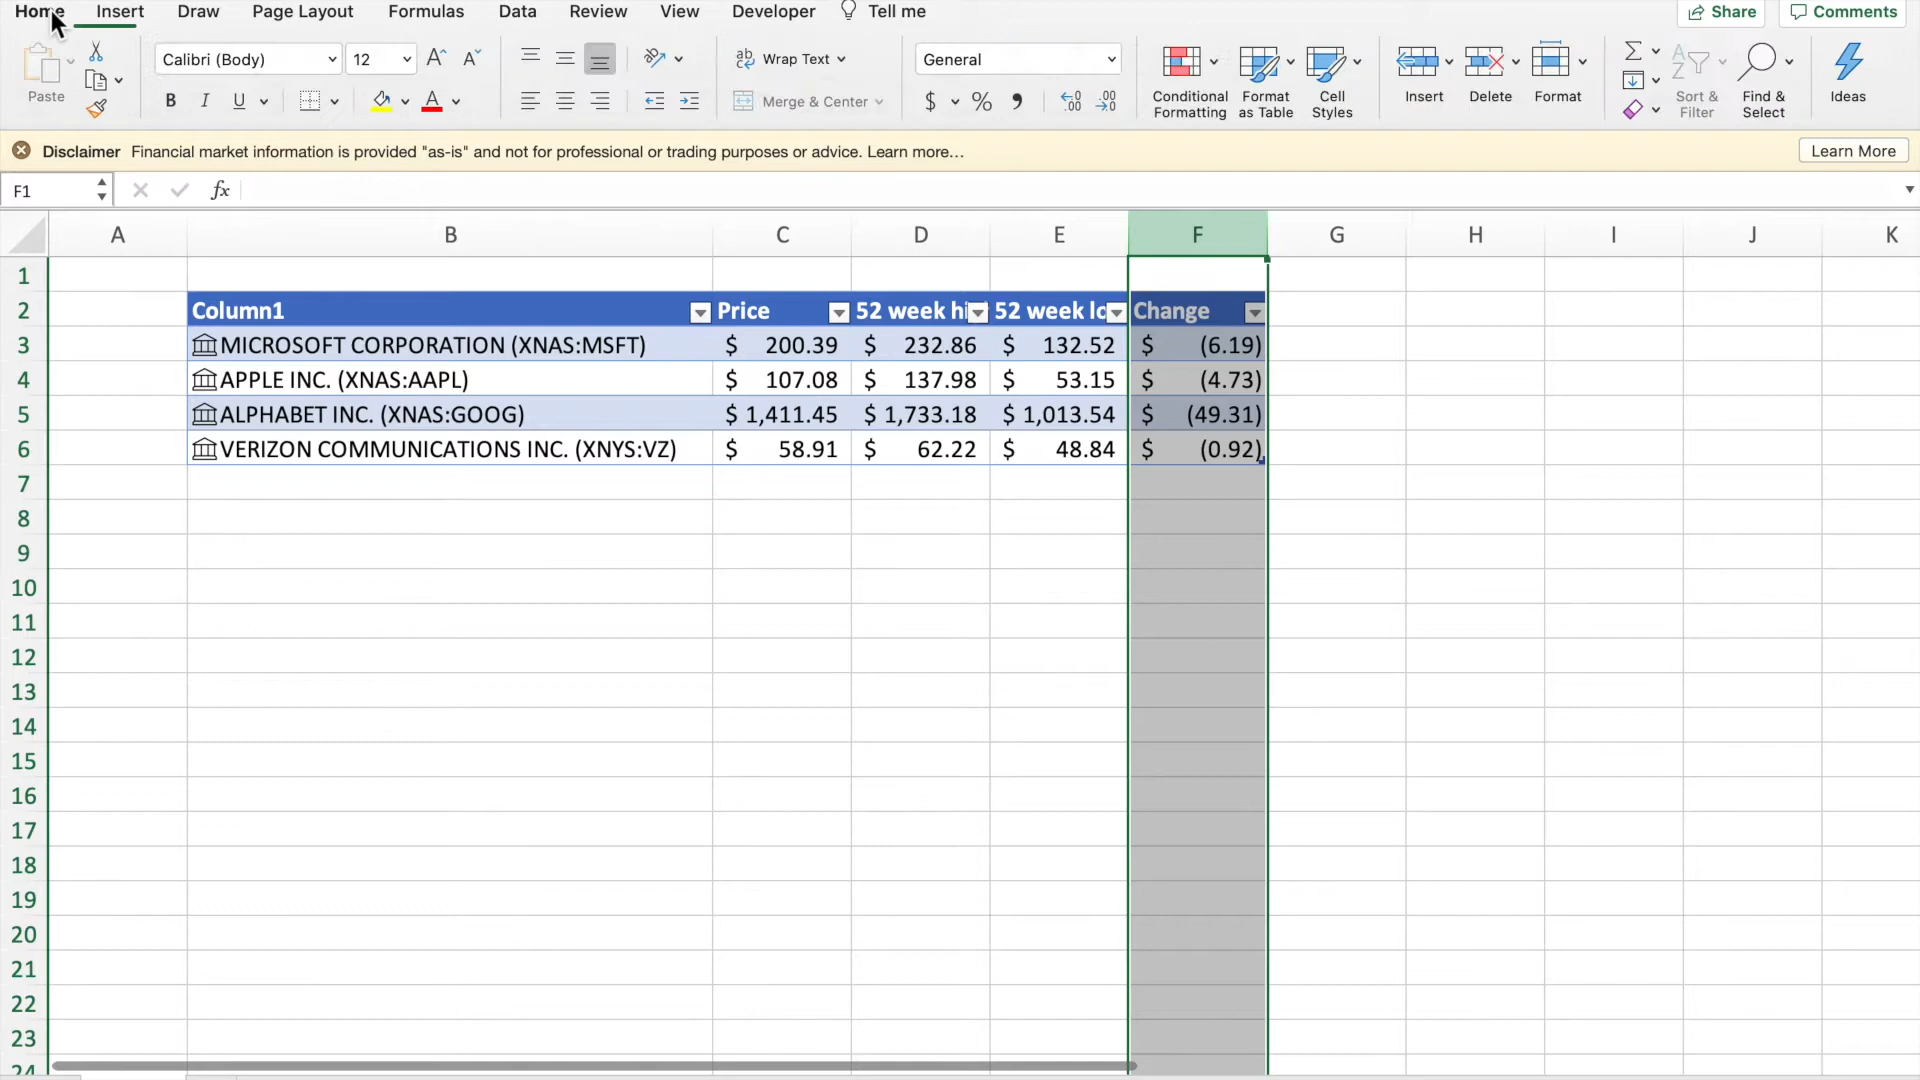 Home Insert Draw Page Layout Formulas Data Review View Developer Tell me Share Comments
Paste Calibri (Body) 12 A A Wrap Text General
B I U A Merge & Center $ % Conditional Formatting Format as Table Cell Styles Insert Delete Format Sort & Filter Find & Select Ideas
Disclaimer Financial market information is provided "as-is" and not for professional or trading purposes or advice. Learn more... Learn More
F1 fx
A B C D E F G H I J K
1
2 Column1 Price 52 week hi 52 week lo Change
3 MICROSOFT CORPORATION (XNAS:MSFT) $ 200.39 $ 232.86 $ 132.52 $ (6.19)
4 APPLE INC. (XNAS:AAPL) $ 107.08 $ 137.98 $ 53.15 $ (4.73)
5 ALPHABET INC. (XNAS:GOOG) $ 1,411.45 $ 1,733.18 $ 1,013.54 $ (49.31)
6 VERIZON COMMUNICATIONS INC. (XNYS:VZ) $ 58.91 $ 62.22 $ 48.84 $ (0.92)
7
8
9
10
11
12
13
14
15
16
17
18
19
20
21
22
23
24